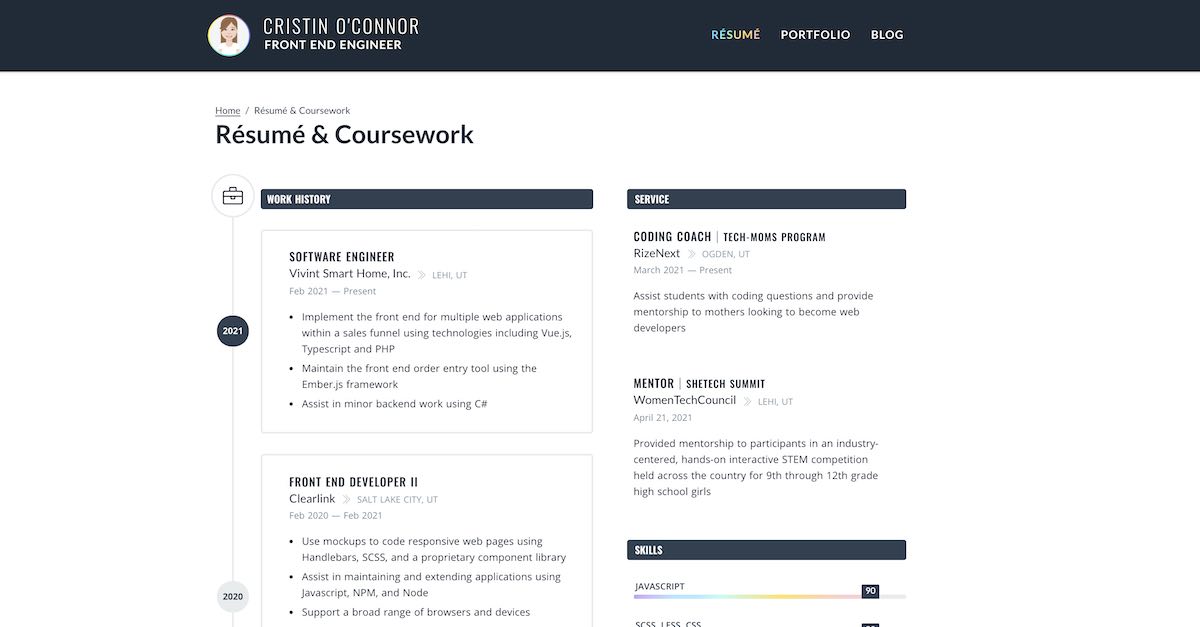 CRISTIN O'CONNOR
FRONT END ENGINEER
RÉSUMÉ
PORTFOLIO
BLOG
Home / Résumé & Coursework
Résumé & Coursework
WORK HISTORY
SOFTWARE ENGINEER
Vivint Smart Home, Inc. LEHI, UT
Feb 2021 — Present
• Implement the front end for multiple web applications
within a sales funnel using technologies including Vue.js,
Typescript and PHP
• Maintain the front end order entry tool using the
Ember.js framework
• Assist in minor backend work using C#
2021
FRONT END DEVELOPER II
Clearlink SALT LAKE CITY, UT
Feb 2020 — Feb 2021
• Use mockups to code responsive web pages using
Handlebars, SCSS, and a proprietary component library
• Assist in maintaining and extending applications using
Javascript, NPM, and Node
• Support a broad range of browsers and devices
2020
SERVICE
CODING COACH | TECH-MOMS PROGRAM
RizeNext OGDEN, UT
March 2021 — Present
Assist students with coding questions and provide
mentorship to mothers looking to become web
developers
MENTOR | SHETECH SUMMIT
WomenTechCouncil LEHI, UT
April 21, 2021
Provided mentorship to participants in an industry-
centered, hands-on interactive STEM competition
held across the country for 9th through 12th grade
high school girls
SKILLS
JAVASCRIPT
90
SCSS, LESS, CSS